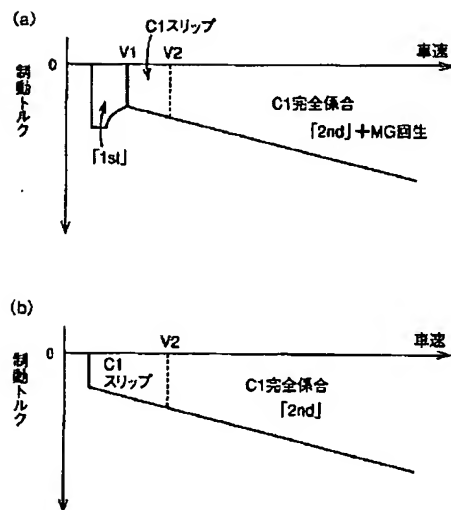 (a)
C1スリップ
V1
V2
車速
0
制動トルク
C1完全係合
「2nd」+MG回生
「1st」
(b)
V2
車速
0
制動トルク
C1
スリップ
C1完全係合
「2nd」